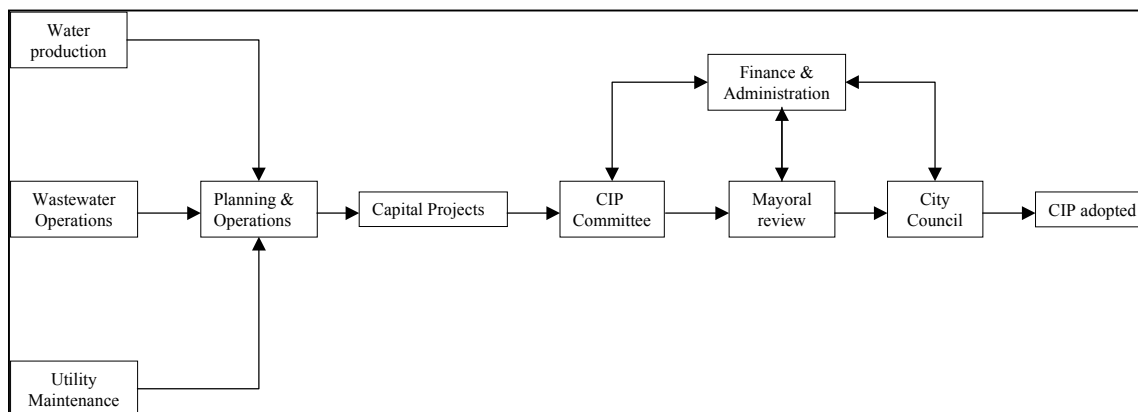 Water
production
Finance &
Administration
Wastewater
Operations
Planning &
Operations
Capital Projects
CIP
Committee
Mayoral
review
City
Council
CIP adopted
Utility
Maintenance